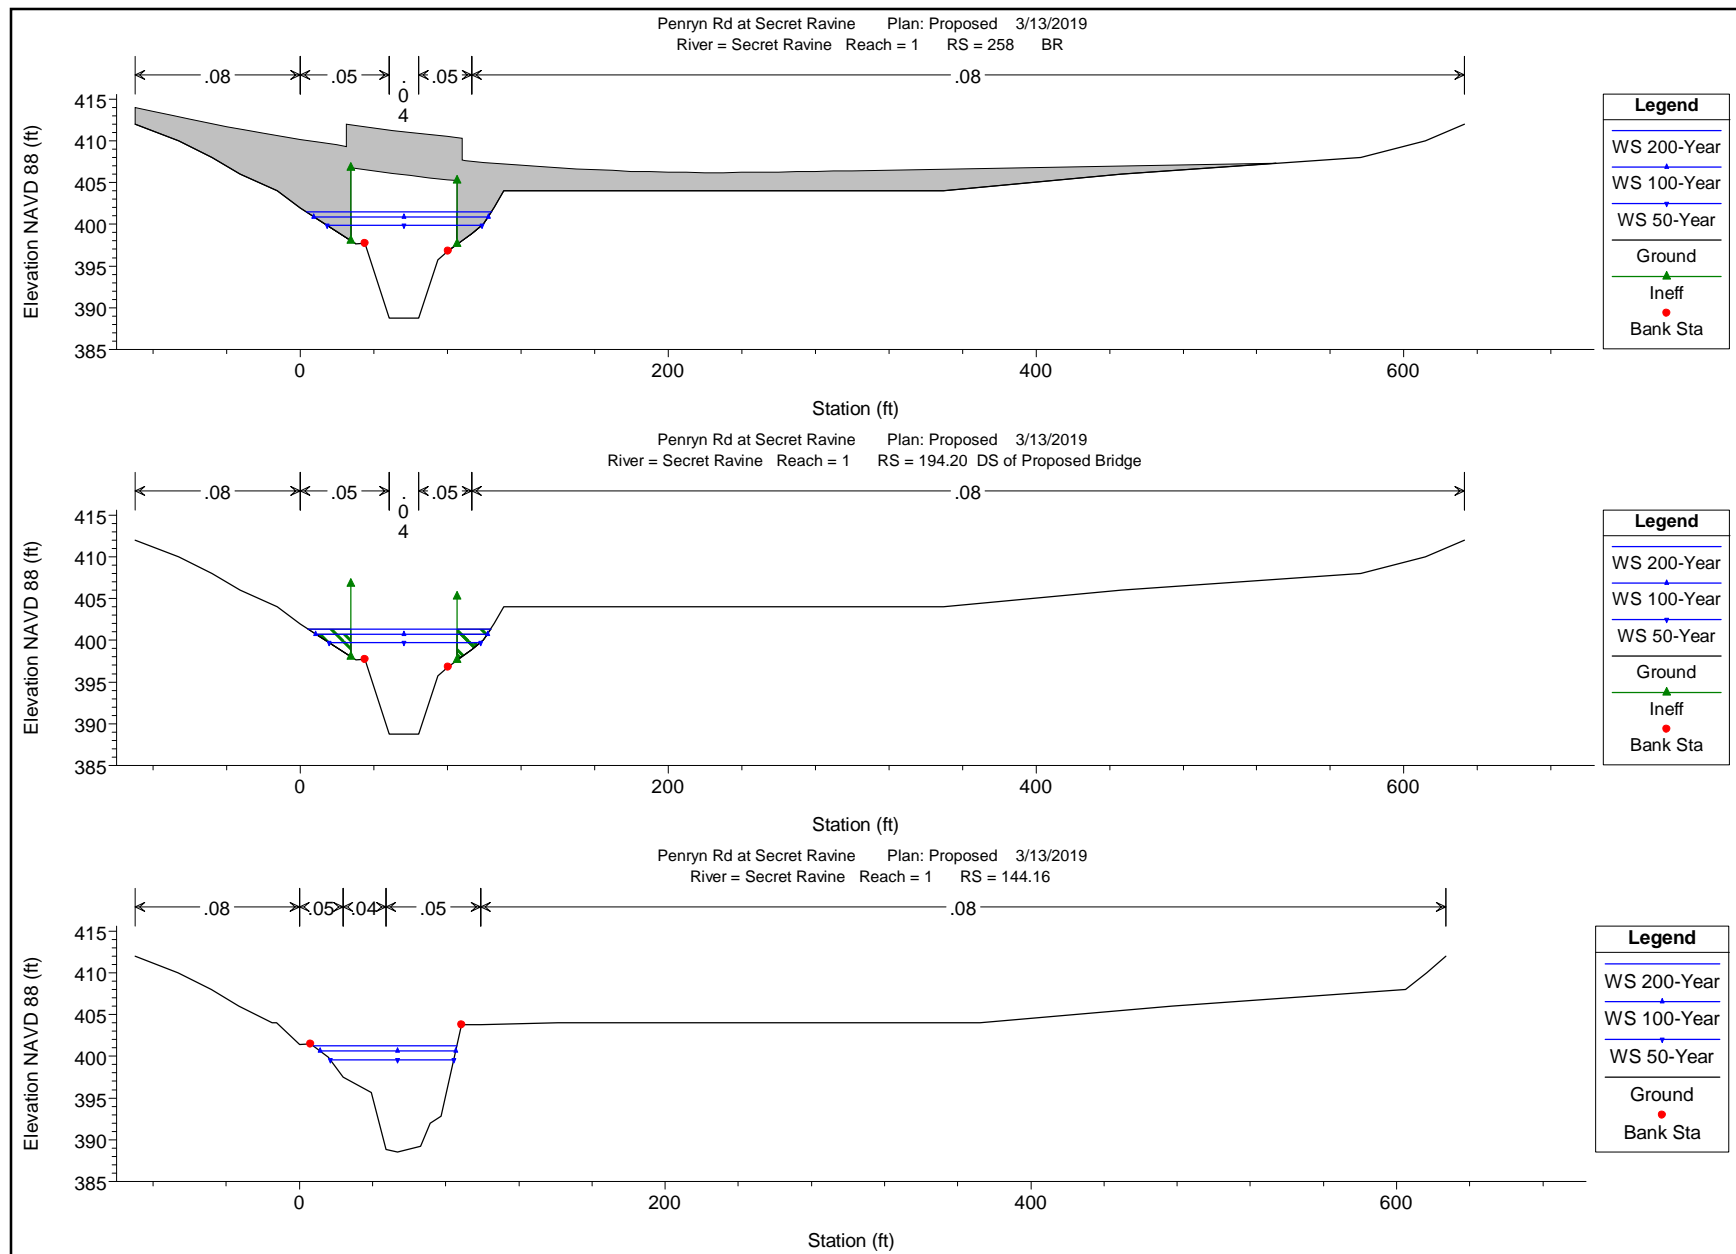 Penryn Rd at Secret Ravine Plan: Proposed 3/13/2019
River = Secret Ravine Reach = 1 RS = 258 BR
.08 .05 .04 .05 .08
415
410
405
400
395
390
385
Elevation NAVD 88 (ft)
0 200 400 600
Station (ft)
Legend
WS 200-Year
WS 100-Year
WS 50-Year
Ground
Ineff
Bank Sta
Penryn Rd at Secret Ravine Plan: Proposed 3/13/2019
River = Secret Ravine Reach = 1 RS = 194.20 DS of Proposed Bridge
.08 .05 .04 .05 .08
415
410
405
400
395
390
385
Elevation NAVD 88 (ft)
0 200 400 600
Station (ft)
Legend
WS 200-Year
WS 100-Year
WS 50-Year
Ground
Ineff
Bank Sta
Penryn Rd at Secret Ravine Plan: Proposed 3/13/2019
River = Secret Ravine Reach = 1 RS = 144.16
.08 .05 .04 .05 .08
415
410
405
400
395
390
385
Elevation NAVD 88 (ft)
0 200 400 600
Station (ft)
Legend
WS 200-Year
WS 100-Year
WS 50-Year
Ground
Bank Sta